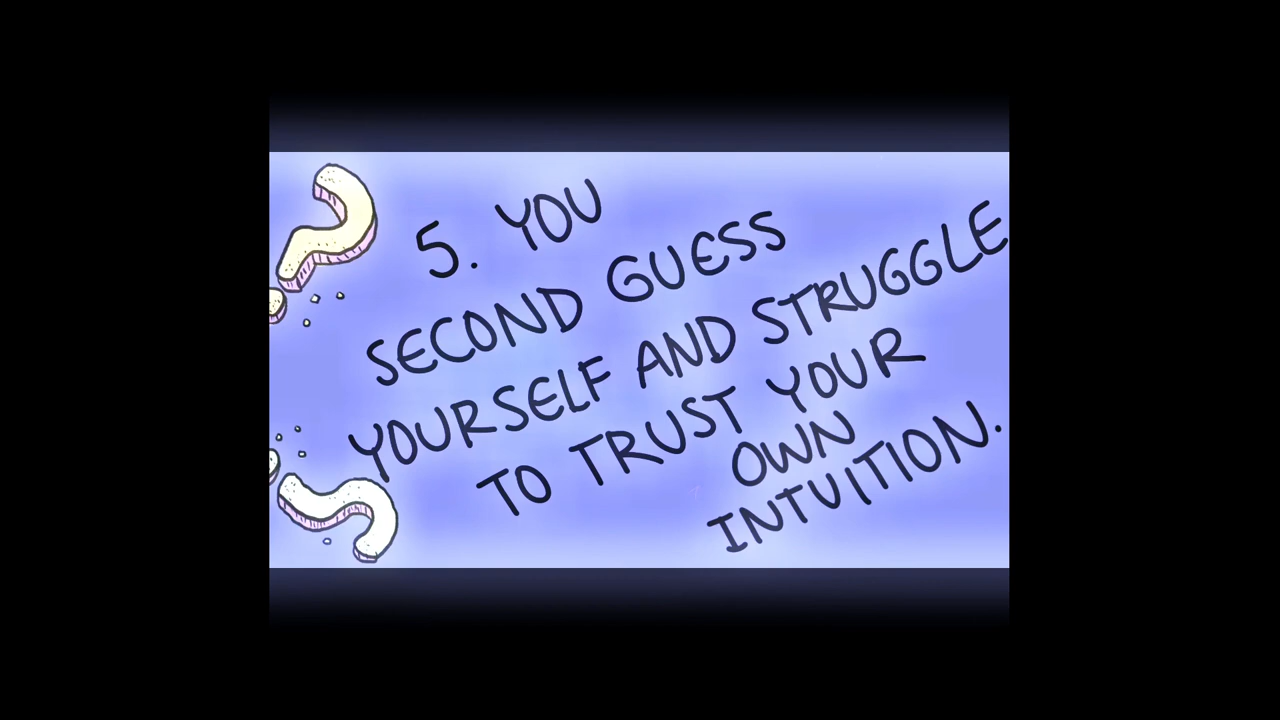 5. YOU
SECOND GUESS
YOURSELF AND STRUGGLE
TO TRUST YOUR
OWN
INTUITION.